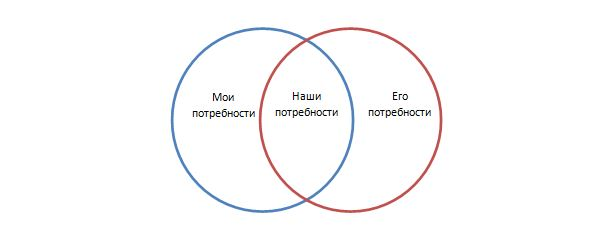 Мои
потребности
Наши
потребности
Его
потребности